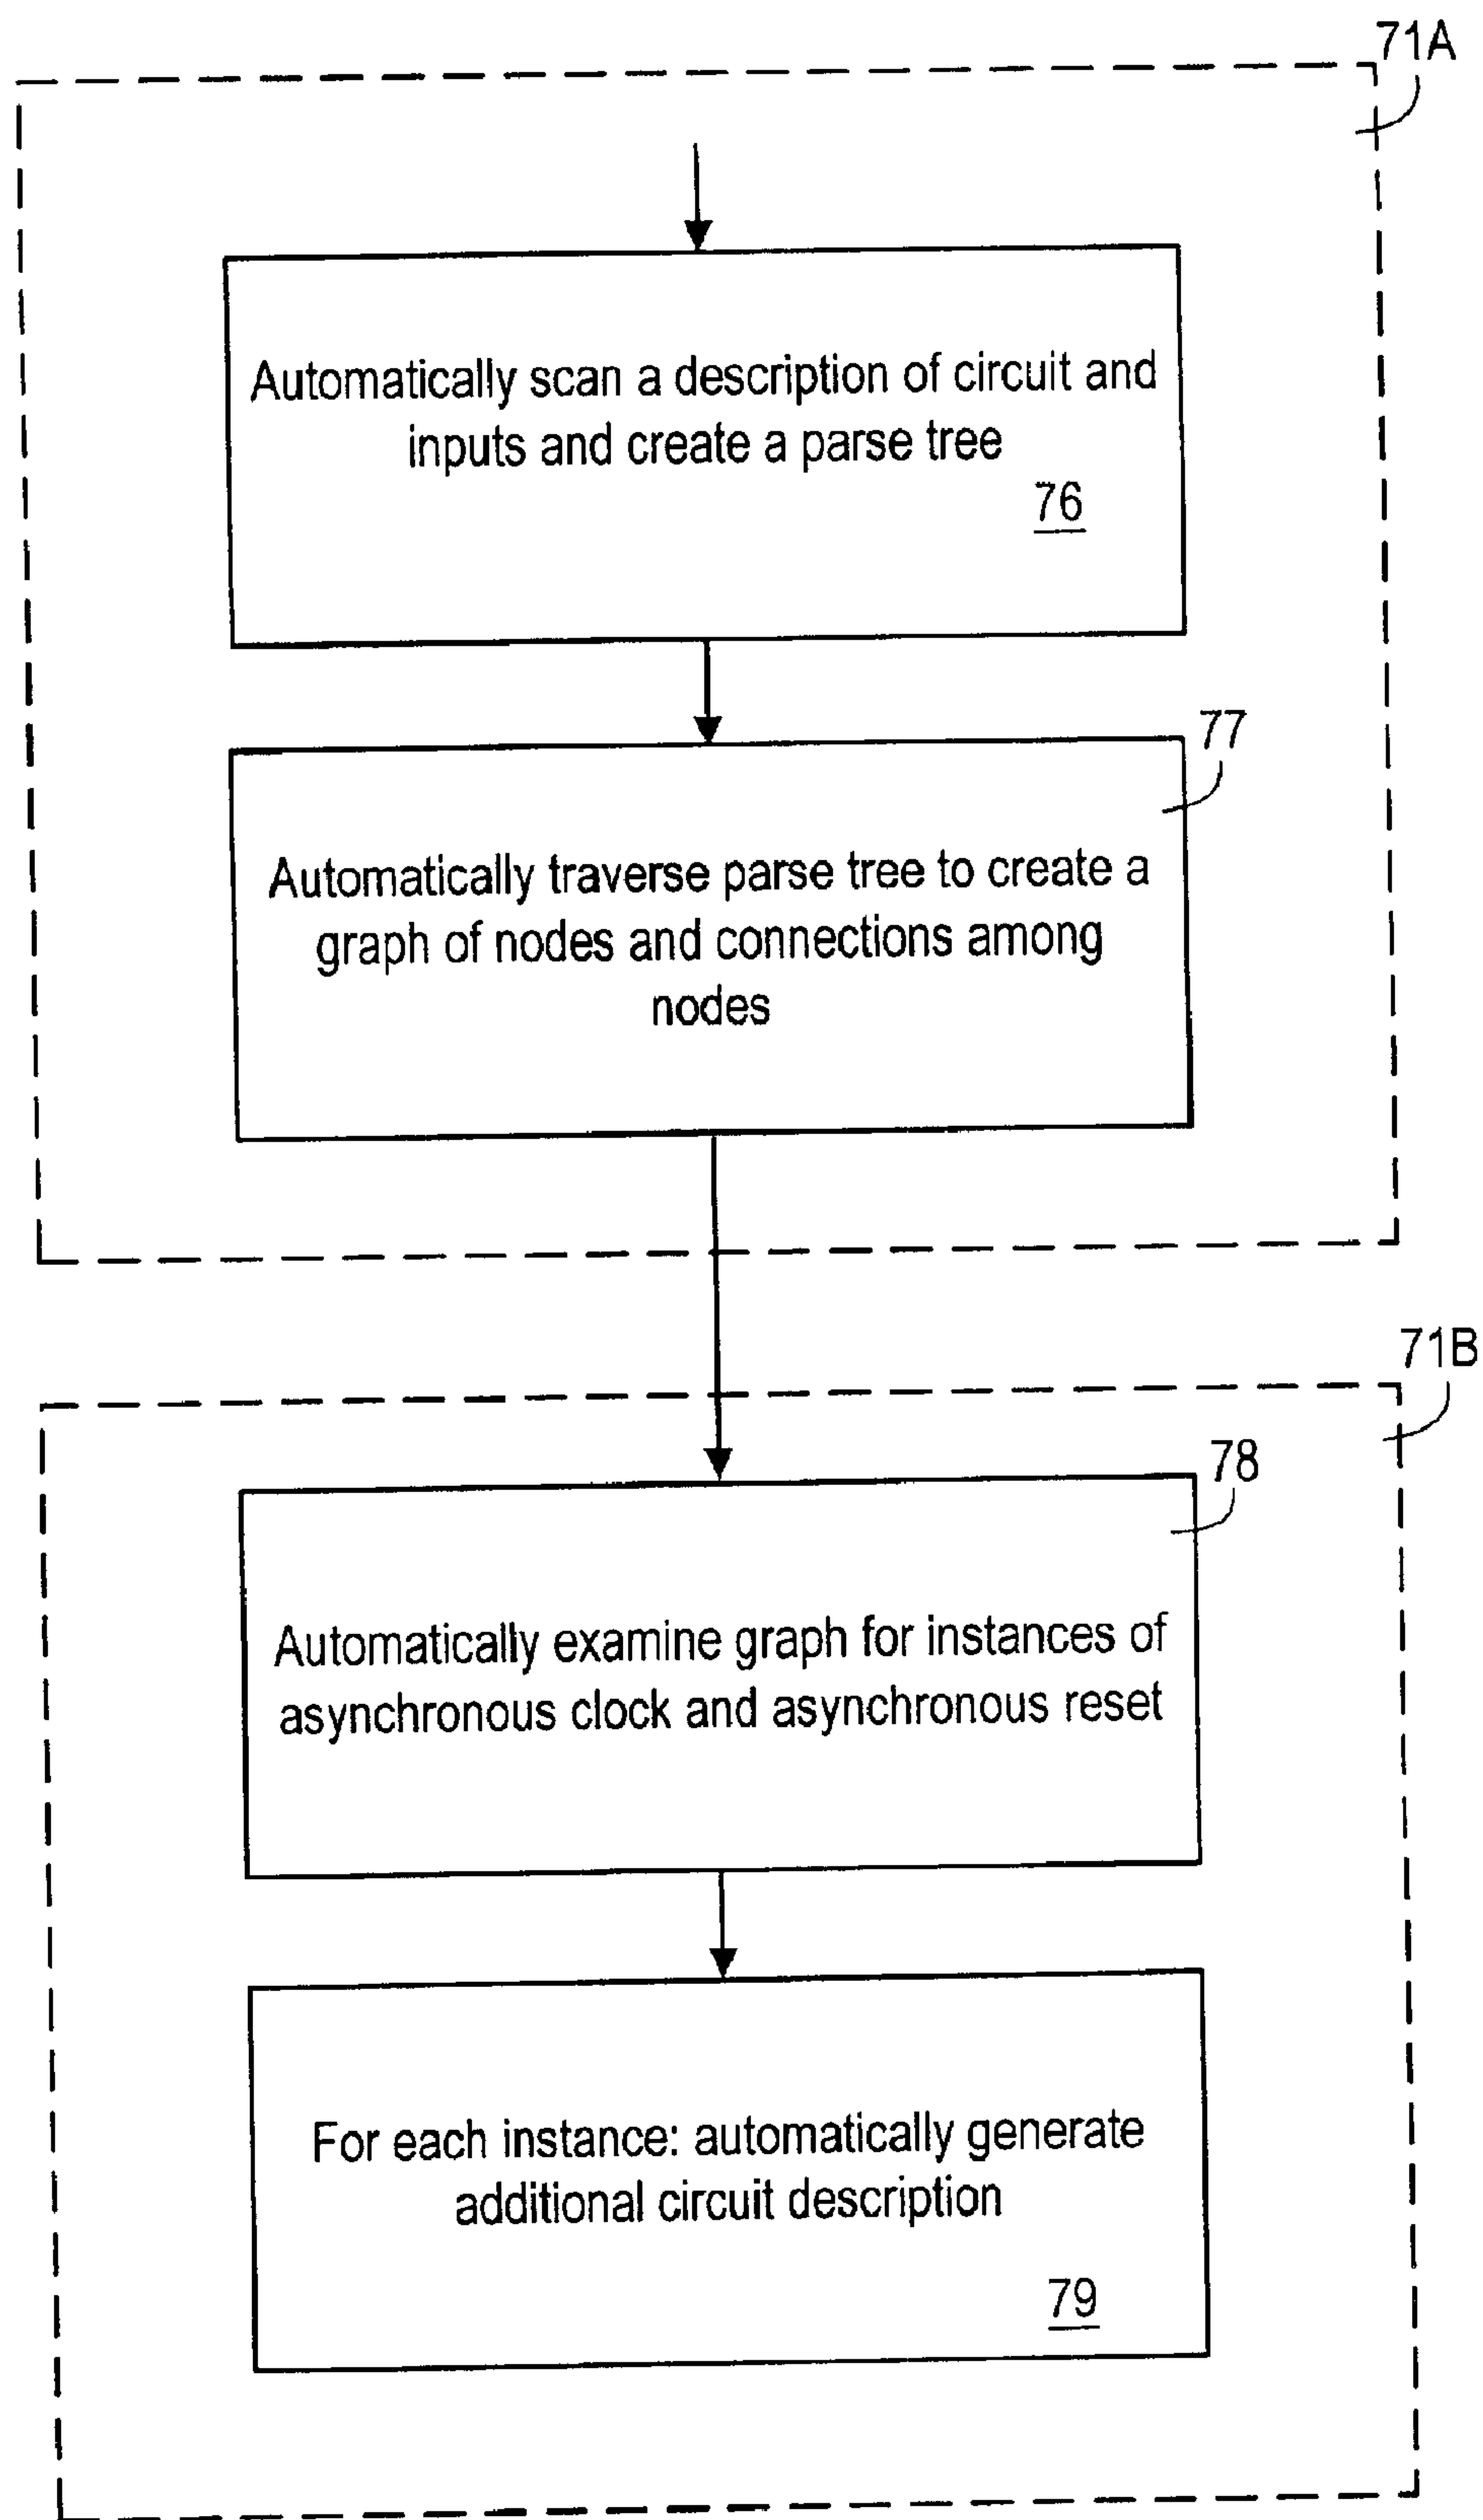 71A
Automatically scan a description of circuit and
inputs and create a parse tree
76
77
Automatically traverse parse tree to create a
graph of nodes and connections among
nodes
71B
78
Automatically examine graph for instances of
asynchronous clock and asynchronous reset
For each instance: automatically generate
additional circuit description
79